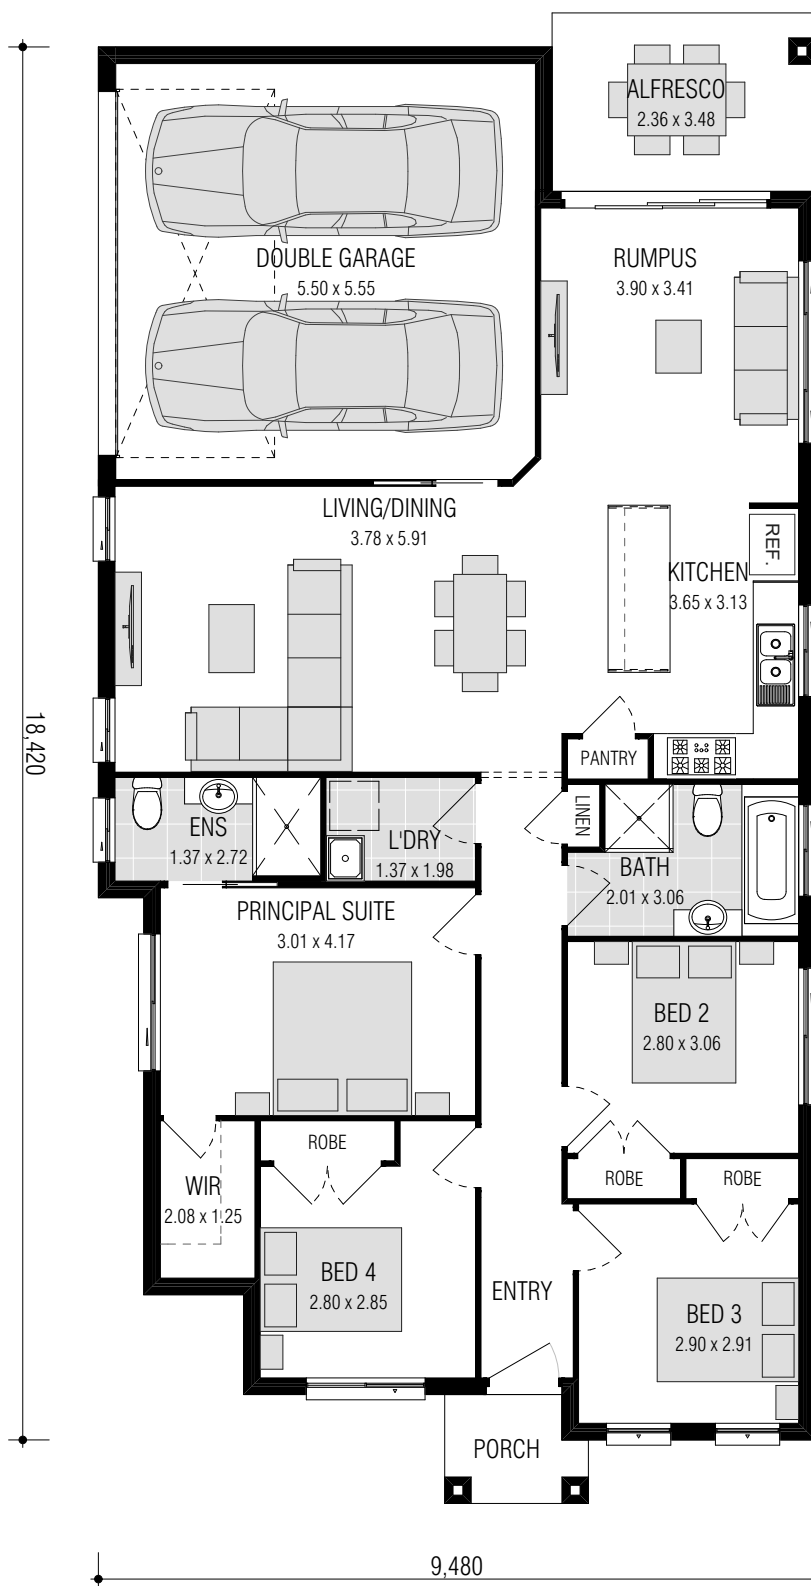 ALFRESCO
2.36 x 3.48
DOUBLE GARAGE
5.50 x 5.55
RUMPUS
3.90 x 3.41
LIVING/DINING
3.78 x 5.91
REF.
KITCHEN
3.65 x 3.13
18,420
PANTRY
ENS
1.37 x 2.72
L'DRY
1.37 x 1.98
LINEN
BATH
2.01 x 3.06
PRINCIPAL SUITE
3.01 x 4.17
BED 2
2.80 x 3.06
ROBE
ROBE
ROBE
WIR
2.08 x 1.25
BED 4
2.80 x 2.85
ENTRY
BED 3
2.90 x 2.91
PORCH
9,480